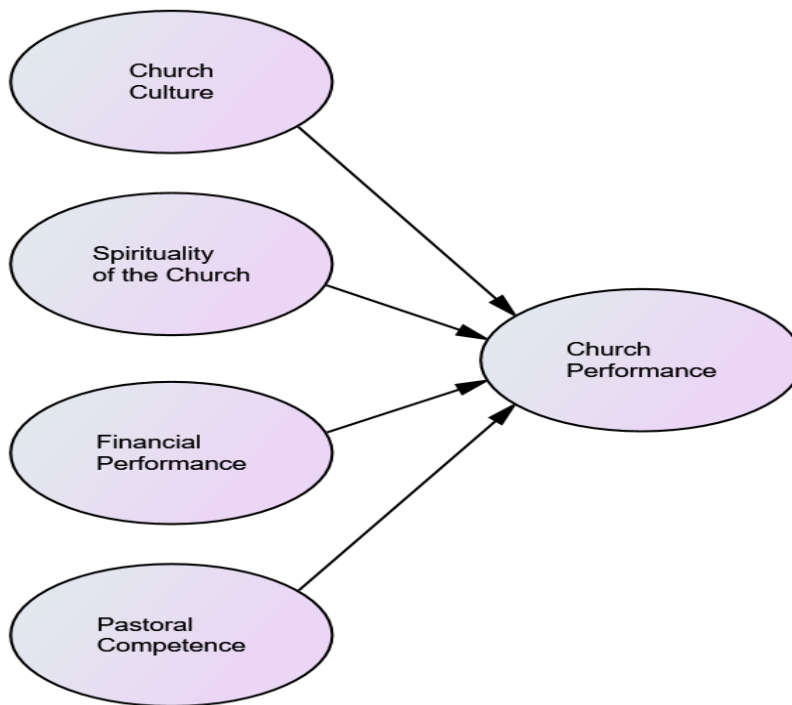 Church
Culture
Spirituality
of the Church
Financial
Performance
Pastoral
Competence
Church
Performance